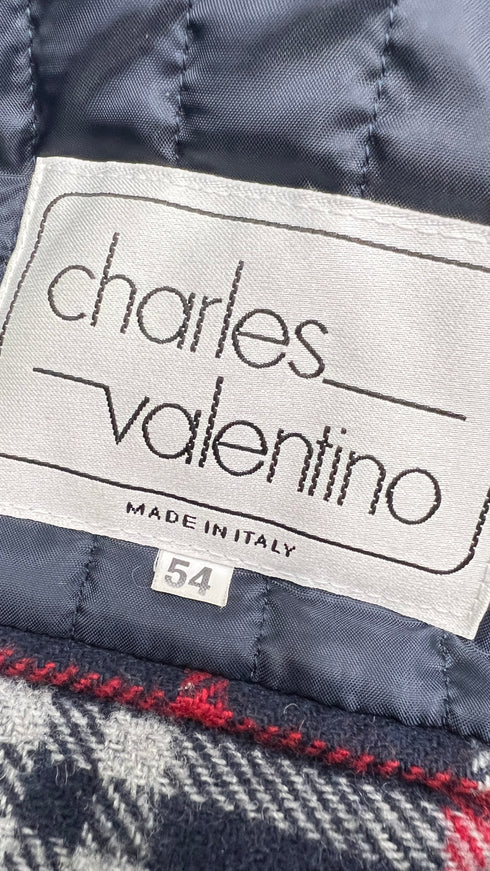 charles
valentino
MADE IN ITALY
54